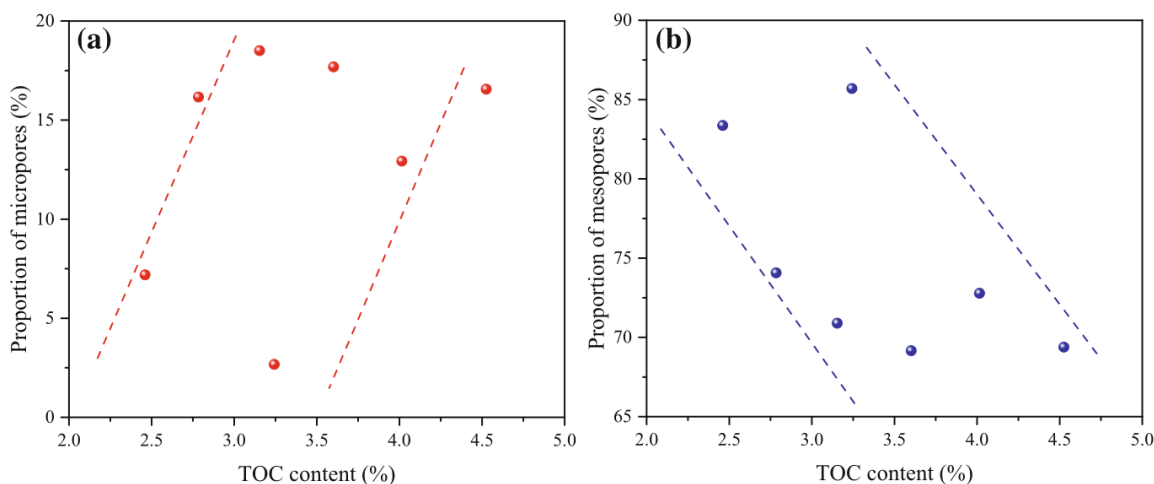 (a)
Proportion of micropores (%)
20
15
10
5
0
2.0 2.5 3.0 3.5 4.0 4.5 5.0
TOC content (%)
(b)
Proportion of mesopores (%)
90
85
80
75
70
65
2.0 2.5 3.0 3.5 4.0 4.5 5.0
TOC content (%)